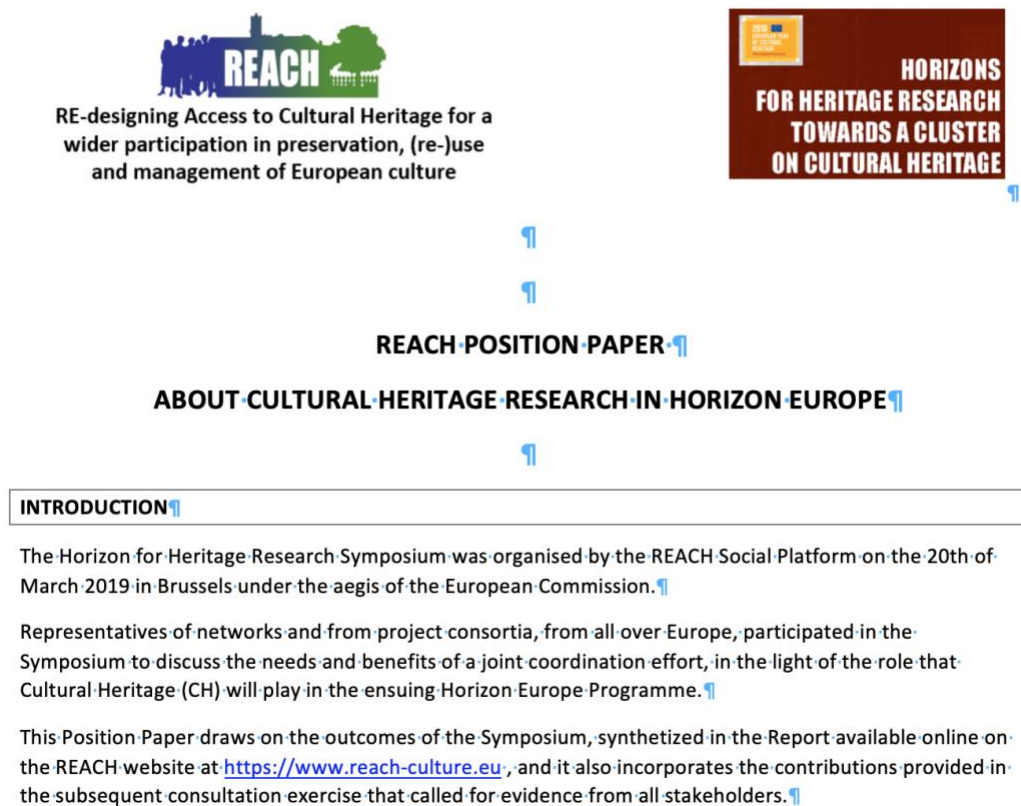 REACH
RE-designing Access to Cultural Heritage for a
wider participation in preservation, (re-)use
and management of European culture
2018
EUROPEAN YEAR
OF CULTURAL
HERITAGE
HORIZONS
FOR HERITAGE RESEARCH
TOWARDS A CLUSTER
ON CULTURAL HERITAGE
¶
¶
¶
REACH·POSITION·PAPER·¶
ABOUT·CULTURAL·HERITAGE·RESEARCH·IN·HORIZON·EUROPE¶
¶
INTRODUCTION¶
The·Horizon·for·Heritage·Research·Symposium·was·organised·by·the·REACH·Social·Platform·on·the·20th·of·
March·2019·in·Brussels·under·the·aegis·of·the·European·Commission.¶
Representatives·of·networks·and·from·project·consortia,·from·all·over·Europe,·participated·in·the·
Symposium·to·discuss·the·needs·and·benefits·of·a·joint·coordination·effort,·in·the·light·of·the·role·that·
Cultural·Heritage·(CH)·will·play·in·the·ensuing·Horizon·Europe·Programme.¶
This·Position·Paper·draws·on·the·outcomes·of·the·Symposium,·synthetized·in·the·Report·available·online·on·
the·REACH·website·at·https://www.reach-culture.eu·,·and·it·also·incorporates·the·contributions·provided·in·
the·subsequent·consultation·exercise·that·called·for·evidence·from·all·stakeholders.¶